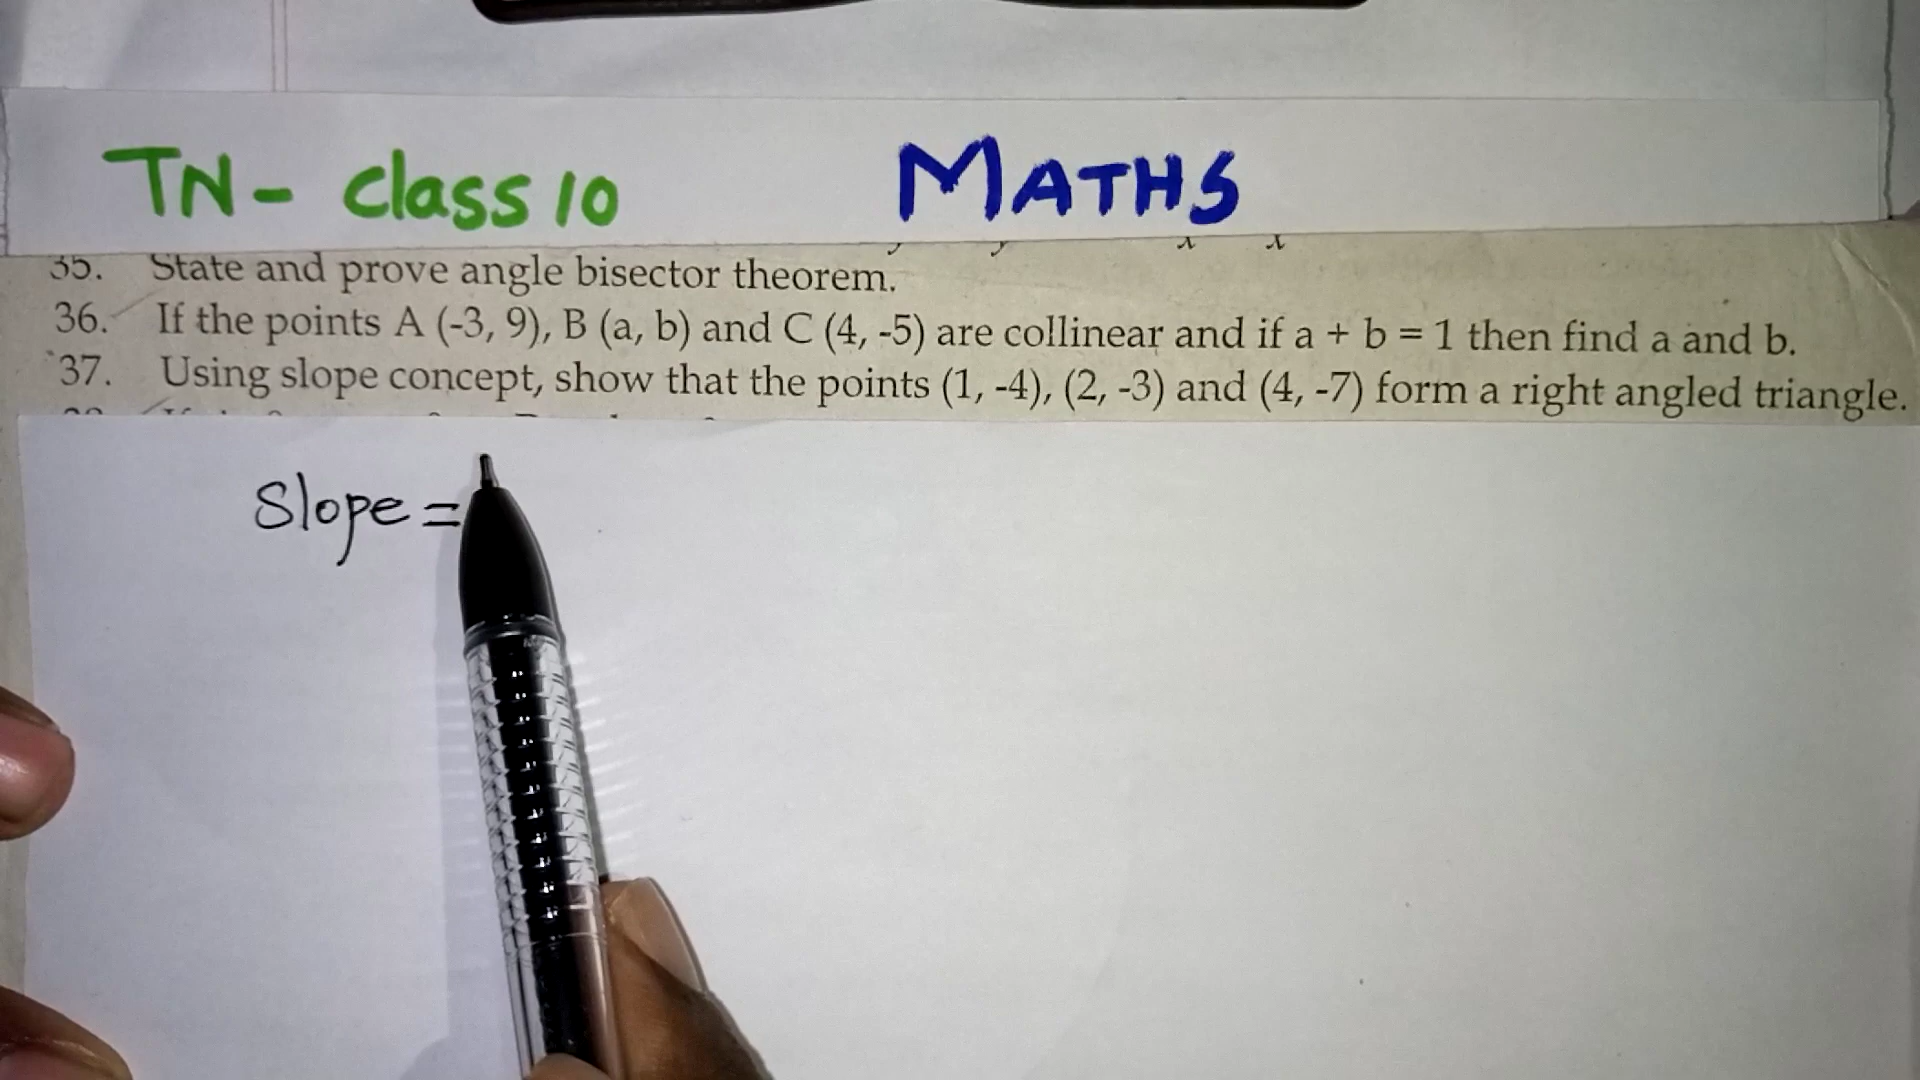 TN- Class 10 MATHS
35. State and prove angle bisector theorem.
36. If the points A (-3, 9), B (a, b) and C (4, -5) are collinear and if a + b = 1 then find a and b.
37. Using slope concept, show that the points (1, -4), (2, -3) and (4, -7) form a right angled triangle.
Slope =